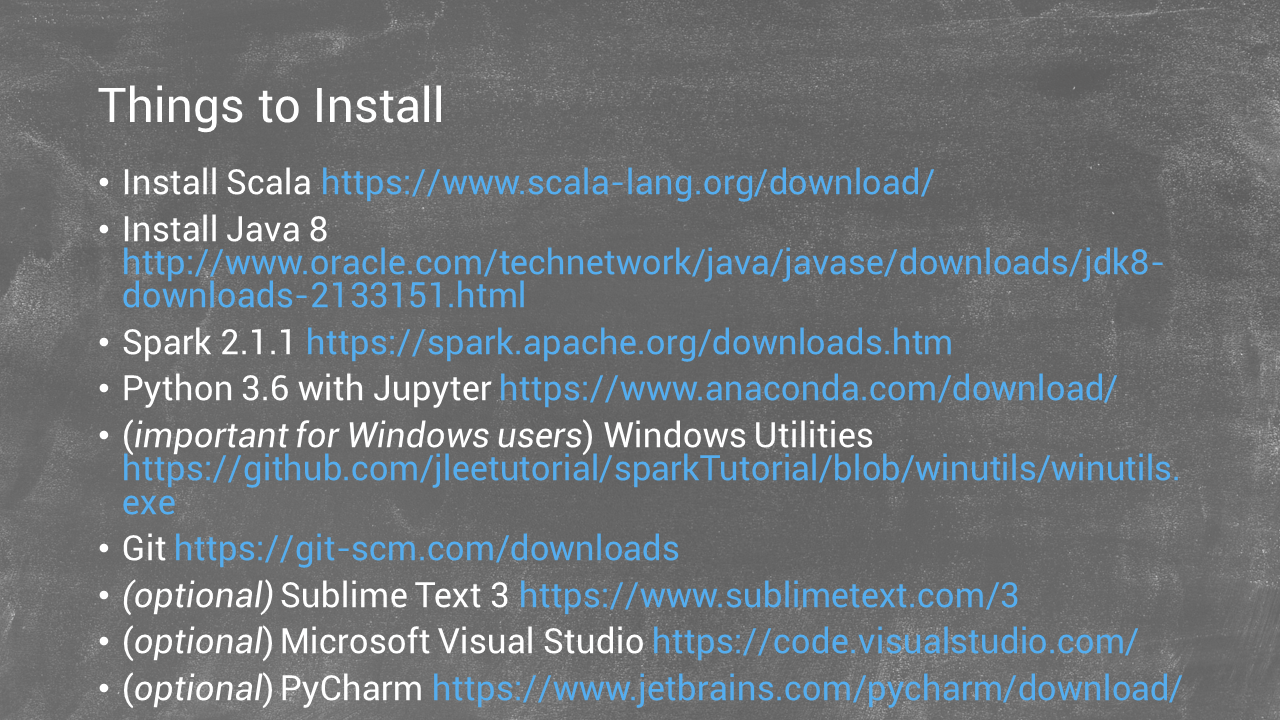 Things to Install
• Install Scala https://www.scala-lang.org/download/
• Install Java 8
http://www.oracle.com/technetwork/java/javase/downloads/jdk8-
downloads-2133151.html
• Spark 2.1.1 https://spark.apache.org/downloads.htm
• Python 3.6 with Jupyter https://www.anaconda.com/download/
• (important for Windows users) Windows Utilities
https://github.com/jleetutorial/sparkTutorial/blob/winutils/winutils.
exe
• Git https://git-scm.com/downloads
• (optional) Sublime Text 3 https://www.sublimetext.com/3
• (optional) Microsoft Visual Studio https://code.visualstudio.com/
• (optional) PyCharm https://www.jetbrains.com/pycharm/download/